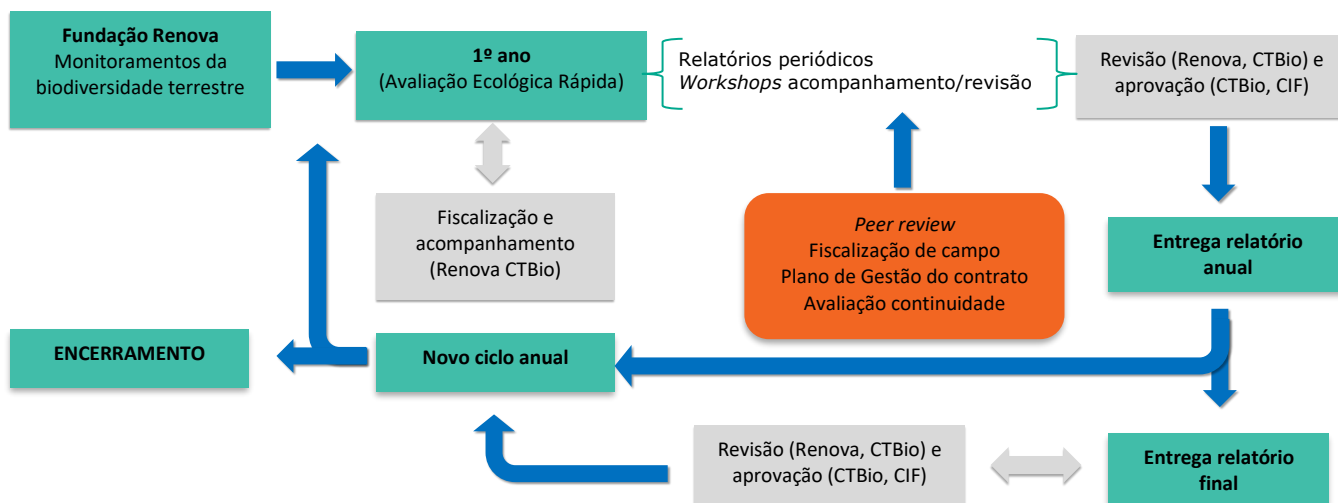 Fundação Renova
Monitoramentos da
biodiversidade terrestre
1º ano
(Avaliação Ecológica Rápida)
Relatórios periódicos
Workshops acompanhamento/revisão
Revisão (Renova, CTBio) e
aprovação (CTBio, CIF)
Fiscalização e
acompanhamento
(Renova CTBio)
Peer review
Fiscalização de campo
Plano de Gestão do contrato
Avaliação continuidade
Entrega relatório
anual
ENCERRAMENTO
Novo ciclo anual
Revisão (Renova, CTBio) e
aprovação (CTBio, CIF)
Entrega relatório
final